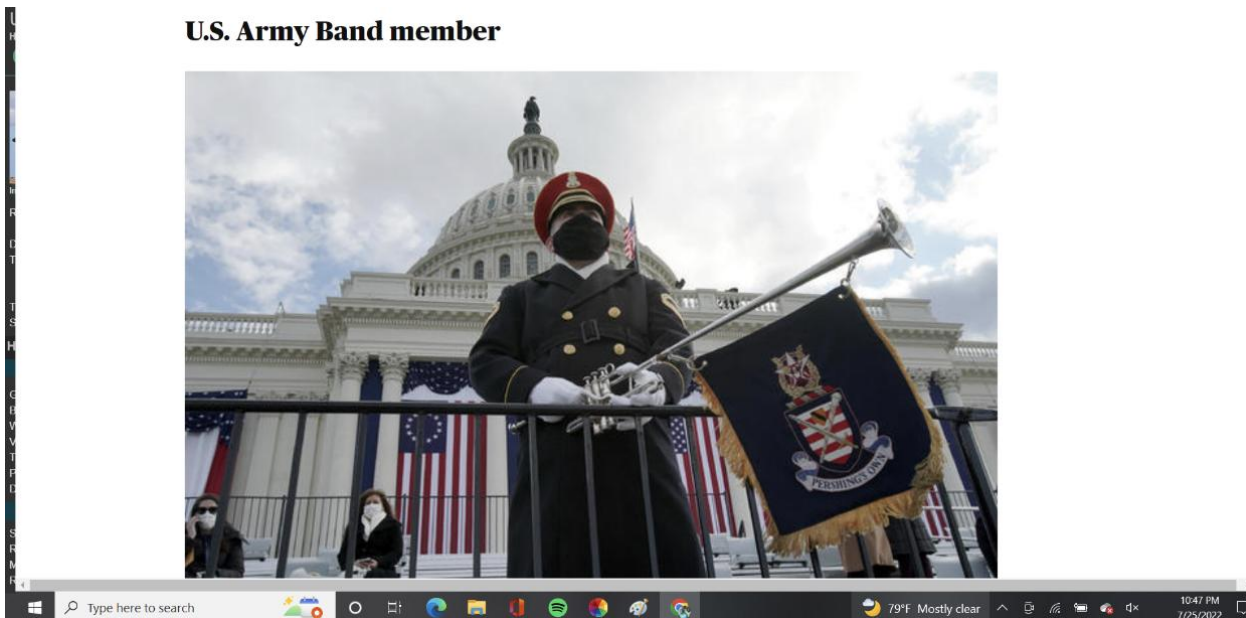 U.S. Army Band member
PERSHING'S OWN
Type here to search
79°F Mostly clear
10:47 PM
7/25/2022